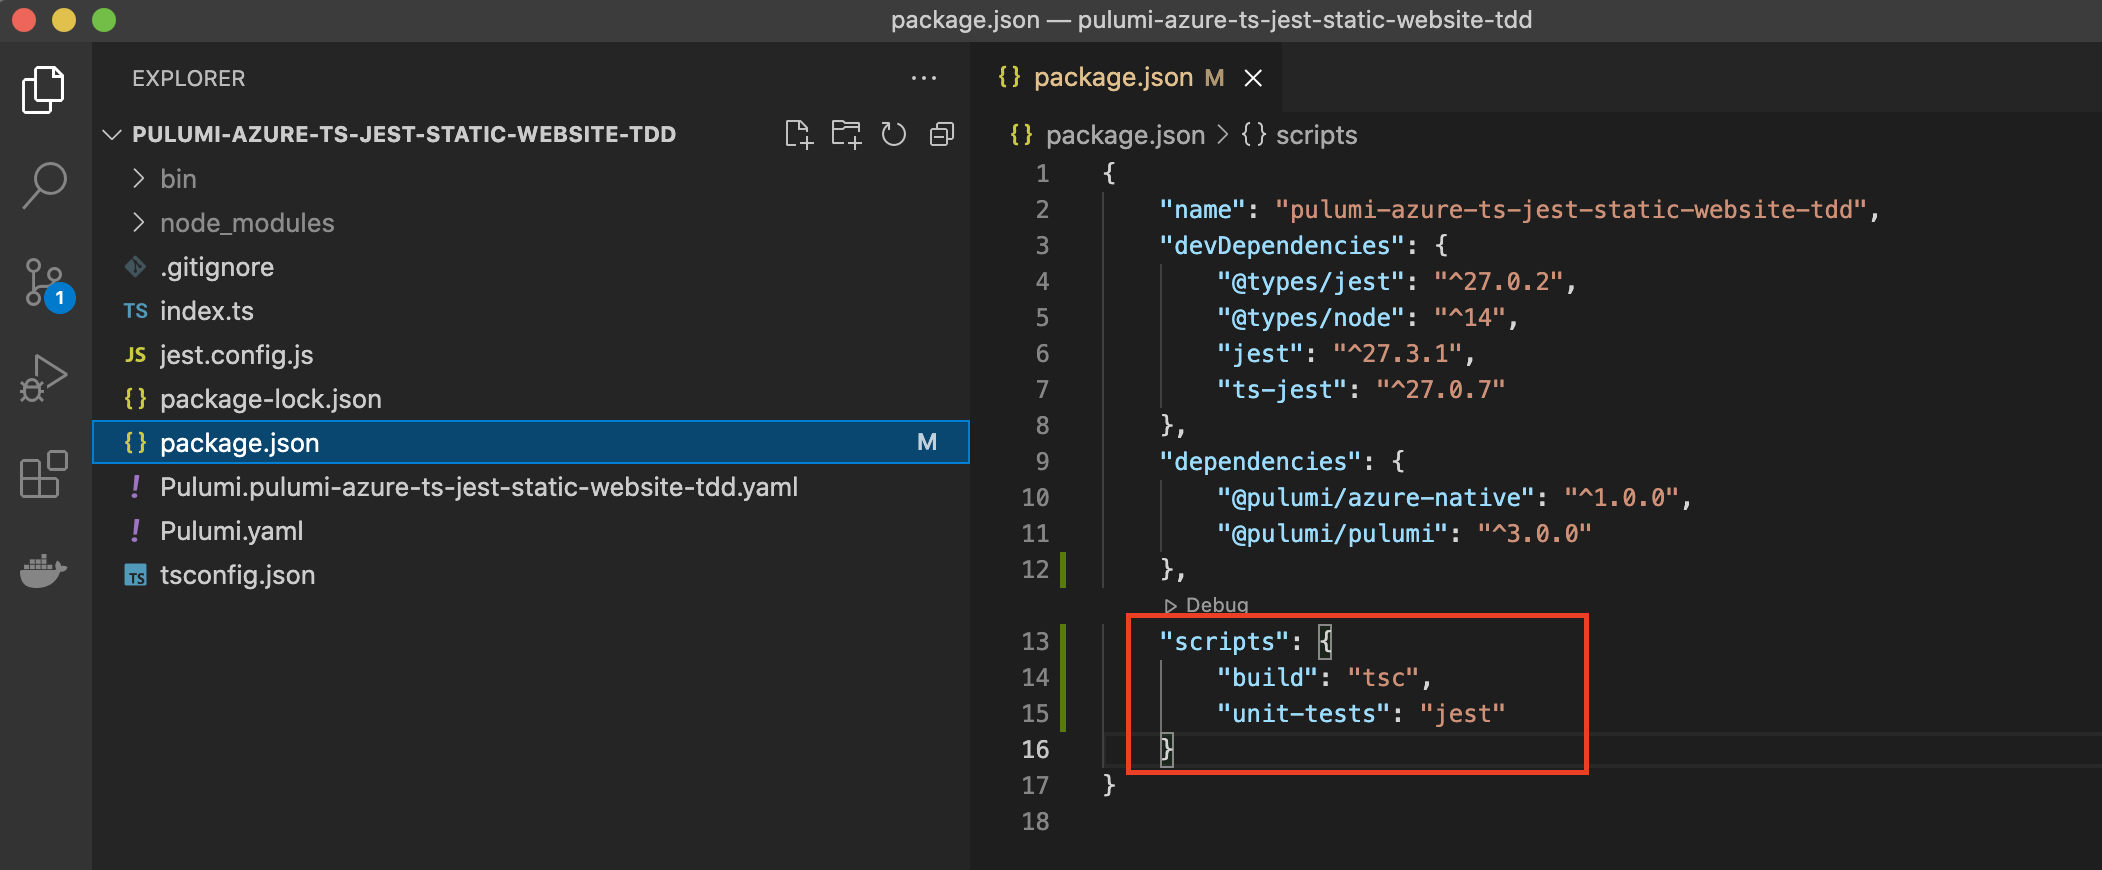 package.json — pulumi-azure-ts-jest-static-website-tdd
EXPLORER
PULUMI-AZURE-TS-JEST-STATIC-WEBSITE-TDD
bin
node_modules
.gitignore
TS index.ts
JS jest.config.js
{} package-lock.json
{} package.json M
! Pulumi.pulumi-azure-ts-jest-static-website-tdd.yaml
! Pulumi.yaml
TS tsconfig.json
1
{} package.json M
{} package.json > {} scripts
1 {
2 "name": "pulumi-azure-ts-jest-static-website-tdd",
3 "devDependencies": {
4 "@types/jest": "^27.0.2",
5 "@types/node": "^14",
6 "jest": "^27.3.1",
7 "ts-jest": "^27.0.7"
8 },
9 "dependencies": {
10 "@pulumi/azure-native": "^1.0.0",
11 "@pulumi/pulumi": "^3.0.0"
12 },
Debug
13 "scripts": {
14 "build": "tsc",
15 "unit-tests": "jest"
16 }
17 }
18